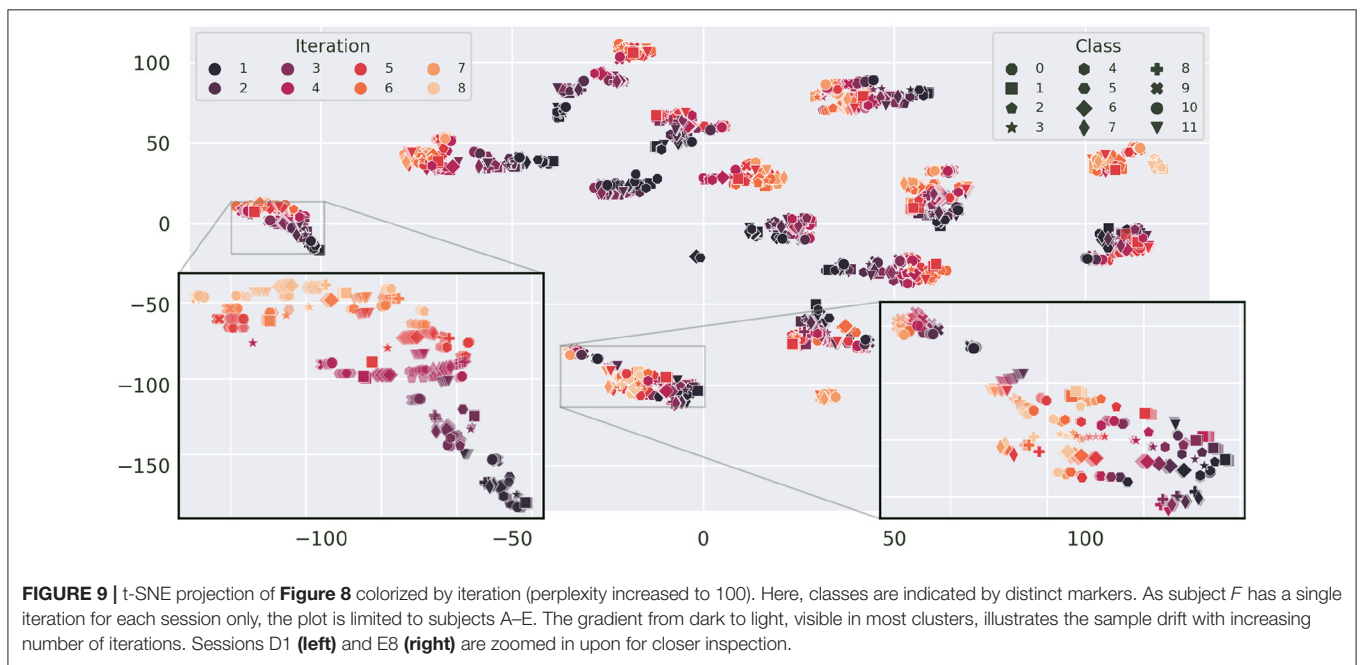 Iteration
1 3 5 7
2 4 6 8
Class
0 4 8
1 5 9
2 6 10
3 7 11
100
50
0
−50
−100
−150
−100 −50 0 50 100
FIGURE 9 | t-SNE projection of Figure 8 colorized by iteration (perplexity increased to 100). Here, classes are indicated by distinct markers. As subject F has a single
iteration for each session only, the plot is limited to subjects A–E. The gradient from dark to light, visible in most clusters, illustrates the sample drift with increasing
number of iterations. Sessions D1 (left) and E8 (right) are zoomed in upon for closer inspection.